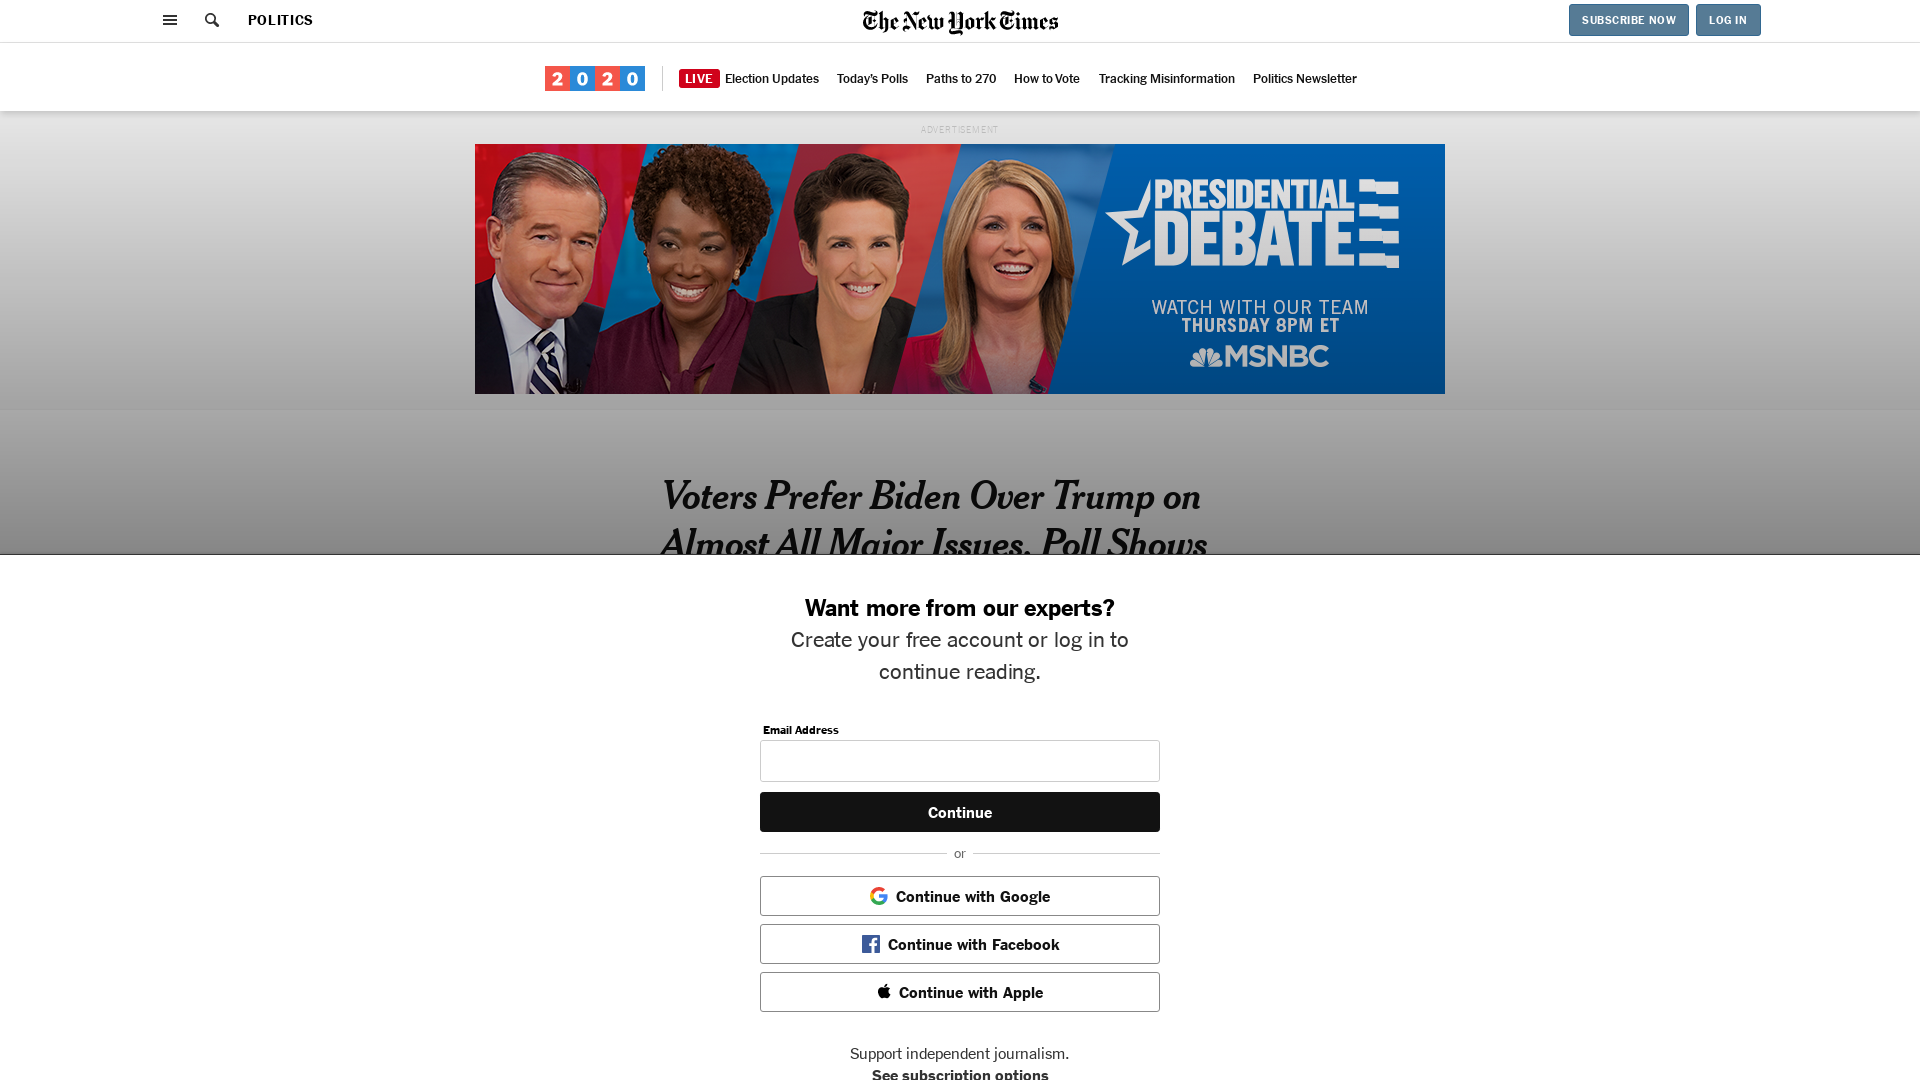 POLITICS
The New York Times
SUBSCRIBE NOW
LOG IN
2020
LIVE Election Updates
Today's Polls
Paths to 270
How to Vote
Tracking Misinformation
Politics Newsletter
ADVERTISEMENT
PRESIDENTIAL
DEBATE
WATCH WITH OUR TEAM
THURSDAY 8PM ET
MSNBC
Voters Prefer Biden Over Trump on
Almost All Major Issues, Poll Shows
Want more from our experts?
Create your free account or log in to
continue reading.
Email Address
Continue
or
Continue with Google
Continue with Facebook
Continue with Apple
Support independent journalism.
See subscription options